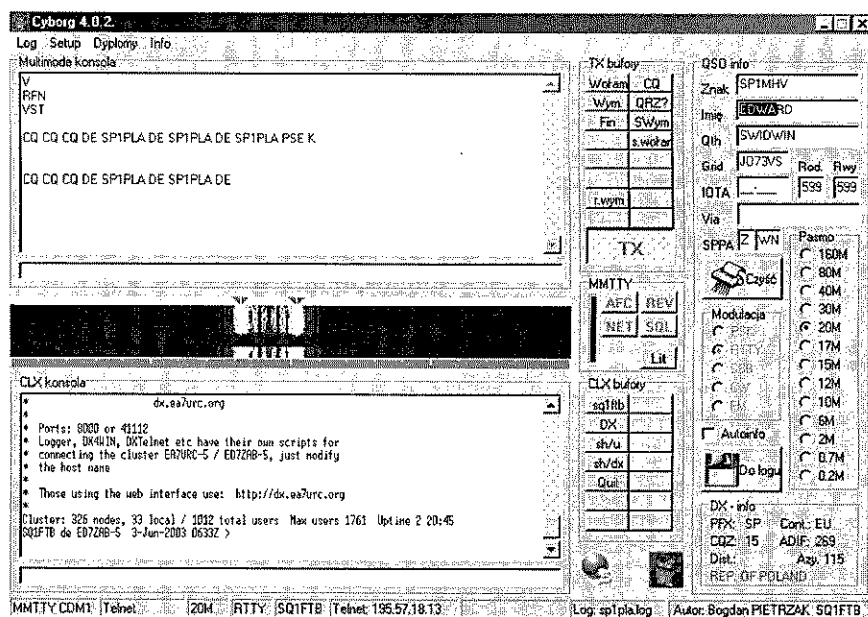 Cyborg 4.0.2.
Log Setup Dyplomy Info
Multimode konsola
V
RFN
VST
CQ CQ CQ DE SP1PLA DE SP1PLA DE SP1PLA PSE K
CQ CQ CQ DE SP1PLA DE SP1PLA DE
TX bufory
Wołam CQ
Wym QRZ?
Fin SWym
s.wołan
r.wym
TX
QSO info
Znak SP1MHV
Imię EDWARD
Qth SWIDWIN
Grid JO73VS
Rod. Rwy
IOTA __-___ 599 599
Via
SPPA Z WN
Czyść
Modulacja
RTTY
SSB
CW
FM
Autoinfo
Do logu
Pasmo
160M
80M
40M
30M
20M
17M
15M
12M
10M
6M
2M
0.7M
0.2M
MMTTY
AFC REV
NET SQL
Lit
CLX konsola
* dx.ea7urc.org
*
* Ports: 8000 or 41112
* Logger, DX4WIN, DXTelnet etc have their own scripts for
* connecting the cluster EA7URC-5 / ED7ZAB-5, just modify
* the host name
*
* Those using the web interface use: http://dx.ea7urc.org
*
Cluster: 326 nodes, 33 local / 1012 total users Max users 1761 Uptime 2 20:45
SQ1FTB de ED7ZAB-5 3-Jun-2003 0633Z >
CLX bufory
sq1ftb
DX
sh/u
sh/dx
Quit
DX - info
PFX: SP Cont.: EU
CQZ: 15 ADIF: 269
Dist.: Azy. 115
REP. OF POLAND
MMTTY COM1 Telnet 20M RTTY SQ1FTB Telnet 195.57.18.13 Log: sp1pla.log Autor: Bogdan PIETRZAK SQ1FTB